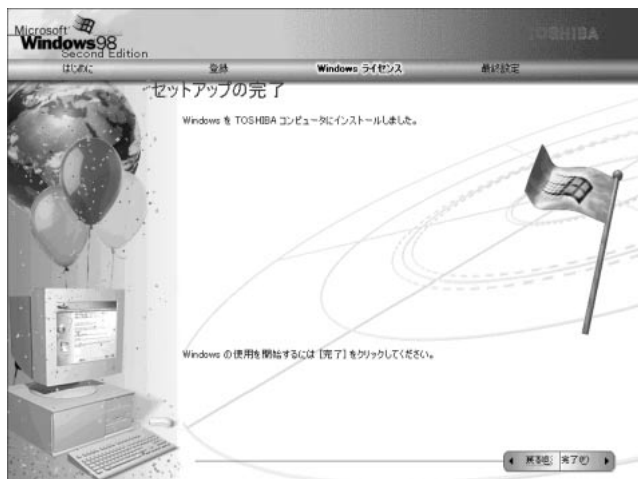 Microsoft
Windows98
Second Edition
TOSHIBA
はじめに 登録 Windows ライセンス 最終設定
セットアップの完了
Windows を TOSHIBA コンピュータにインストールしました。
Windows の使用を開始するには [完了] をクリックしてください。
戻る(B) 完了(F)